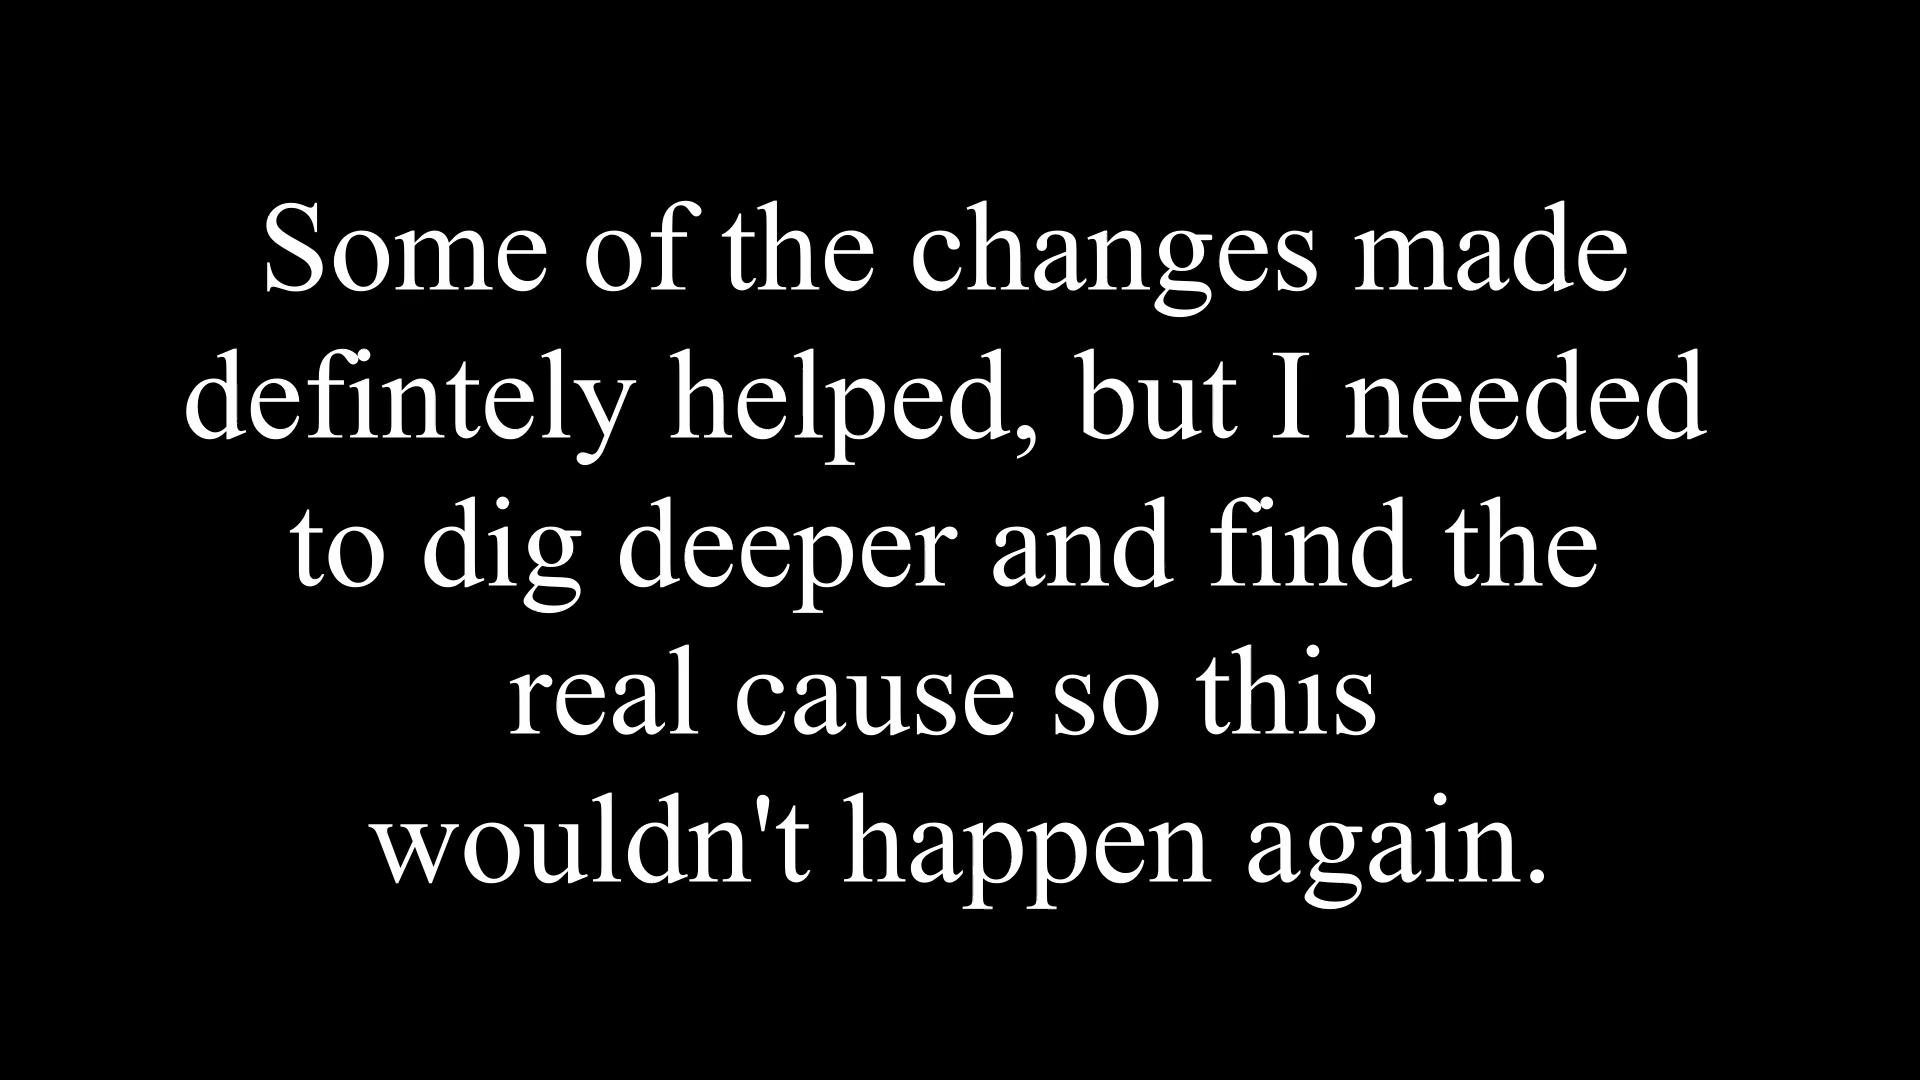 Some of the changes made
defintely helped, but I needed
to dig deeper and find the
real cause so this
wouldn't happen again.